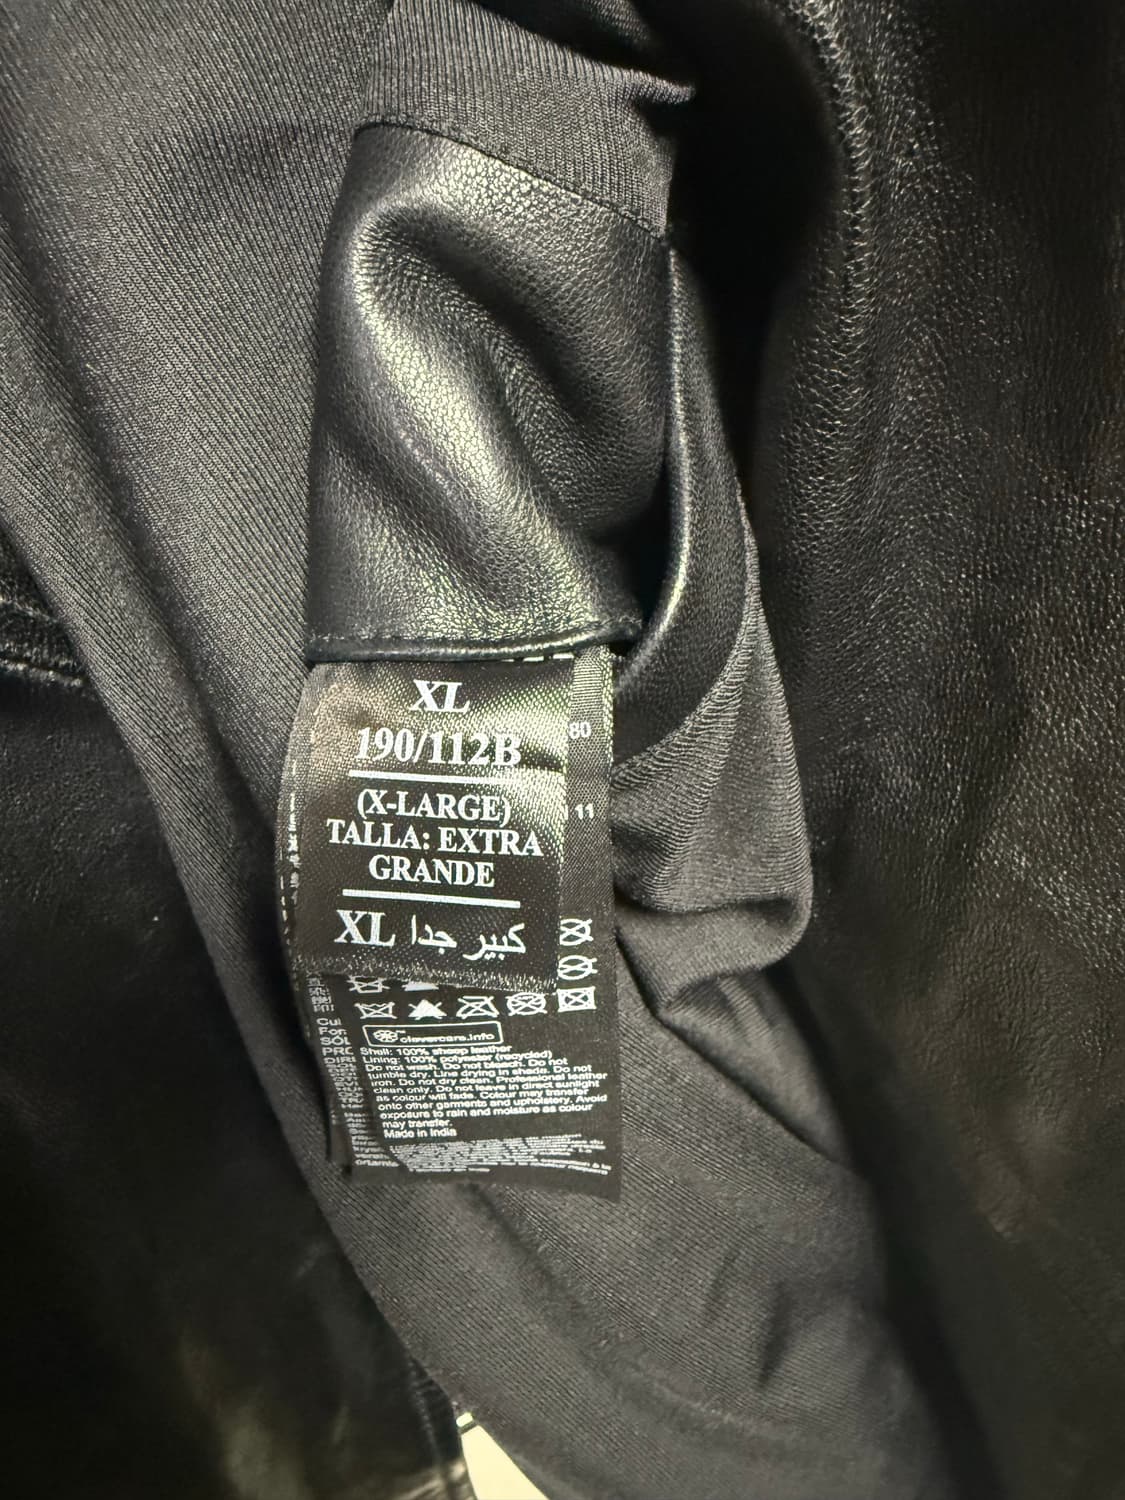 XL
190/112B
(X-LARGE)
TALLA: EXTRA
GRANDE
XL كبير جدا
80
11
clevercare.info
Shell: 100% sheep leather
Lining: 100% polyester (recycled)
Do not wash. Do not bleach. Do not
tumble dry. Line drying in shade. Do not
iron. Do not dry clean. Professional leather
clean only. Do not leave in direct sunlight
as colour will fade. Colour may transfer
onto other garments and upholstery. Avoid
exposure to rain and moisture as colour
may transfer.
Made in India